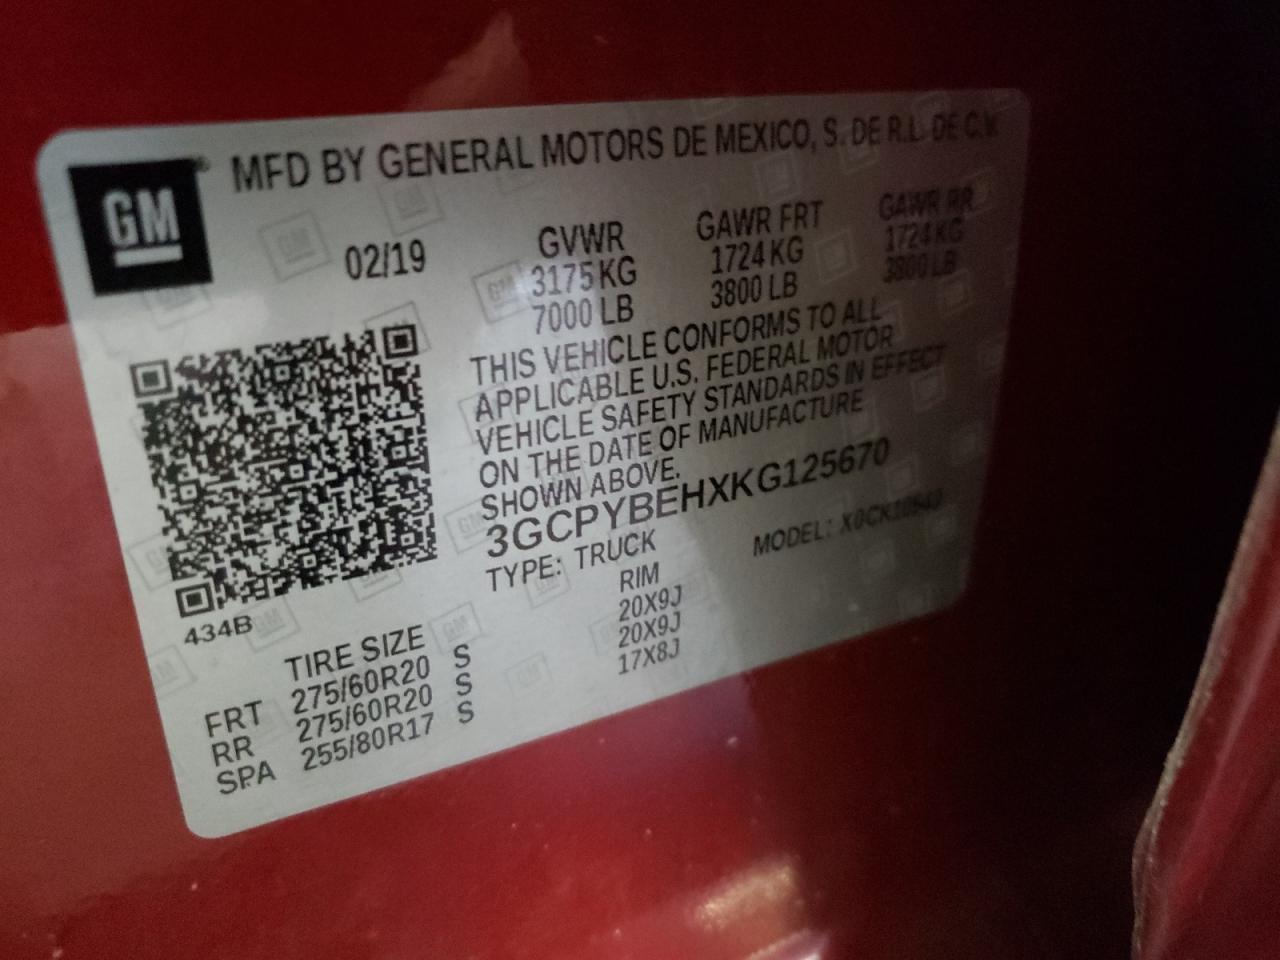 GM ® MFD BY GENERAL MOTORS DE MEXICO, S. DE R.L. DE C.V.
02/19 GVWR GAWR FRT GAWR RR
3175 KG 1724 KG 1724 KG
7000 LB 3800 LB 3800 LB
THIS VEHICLE CONFORMS TO ALL
APPLICABLE U.S. FEDERAL MOTOR
VEHICLE SAFETY STANDARDS IN EFFECT
ON THE DATE OF MANUFACTURE
SHOWN ABOVE.
3GCPYBEHXKG125670
TYPE: TRUCK MODEL:
434B
TIRE SIZE RIM
FRT 275/60R20 S 20X9J
RR 275/60R20 S 20X9J
SPA 255/80R17 S 17X8J